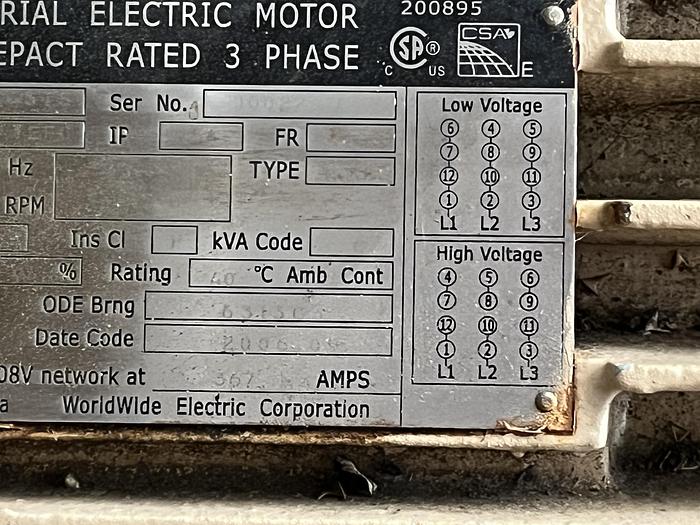 RIAL ELECTRIC MOTOR
200895
EPACT RATED 3 PHASE
SA ®
C US
CSA
E
Ser No.
IP FR
Hz TYPE
RPM
Ins Cl kVA Code
% Rating 40 °C Amb Cont
ODE Brng
Date Code
08V network at AMPS
a WorldWide Electric Corporation
Low Voltage
6 4 5
7 8 9
12 10 11
1 2 3
L1 L2 L3
High Voltage
4 5 6
7 8 9
12 10 11
1 2 3
L1 L2 L3